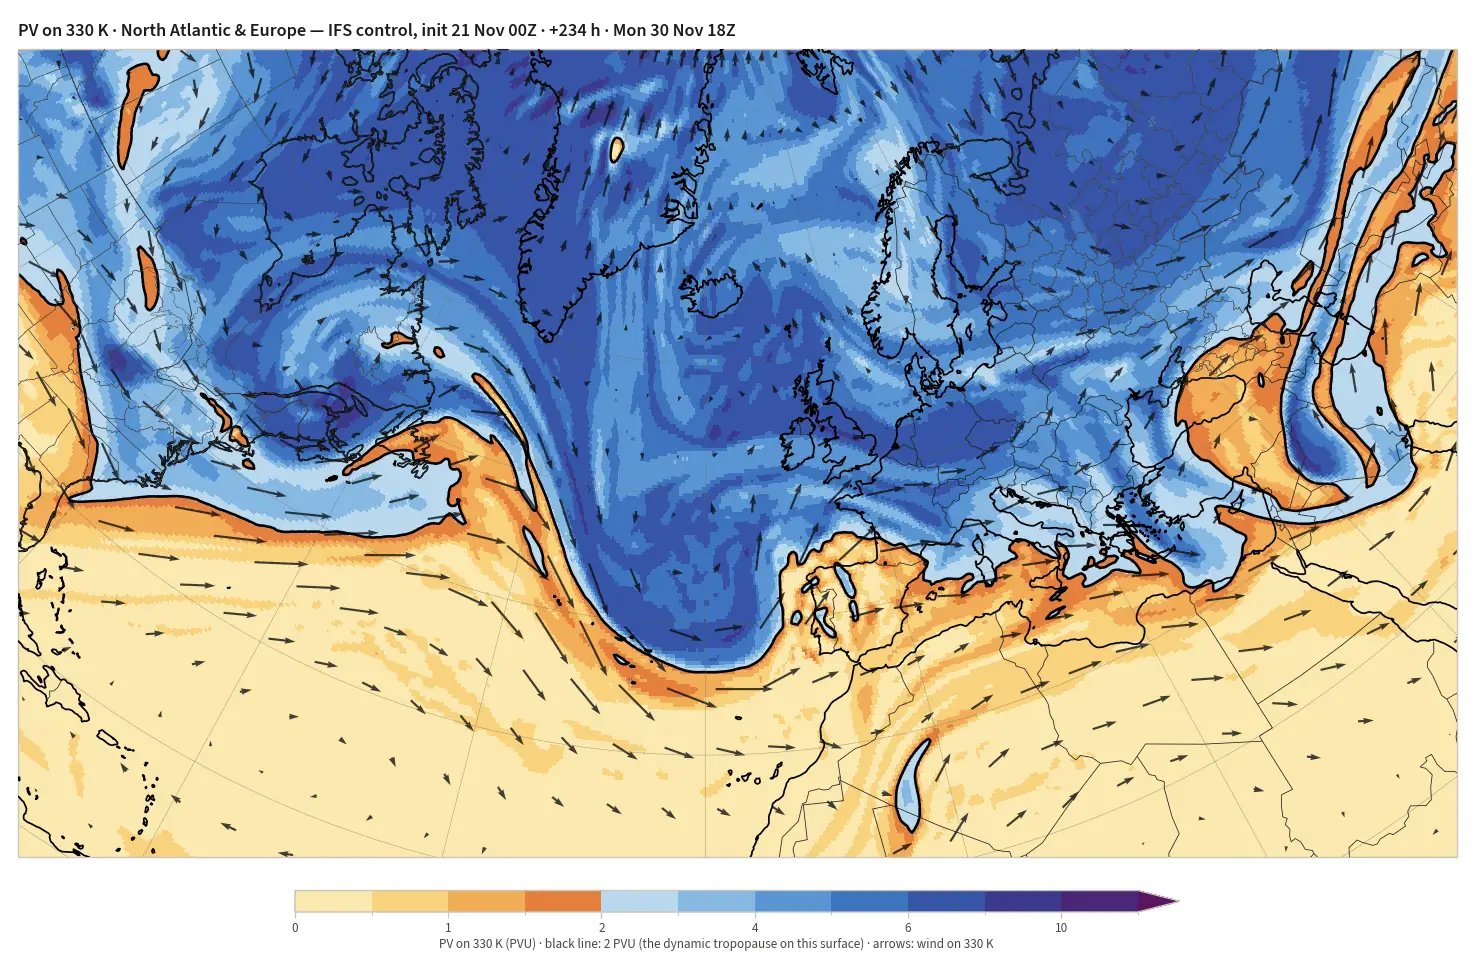 PV on 330 K · North Atlantic & Europe — IFS control, init 21 Nov 00Z · +234 h · Mon 30 Nov 18Z
0 1 2 4 6 10
PV on 330 K (PVU) · black line: 2 PVU (the dynamic tropopause on this surface) · arrows: wind on 330 K